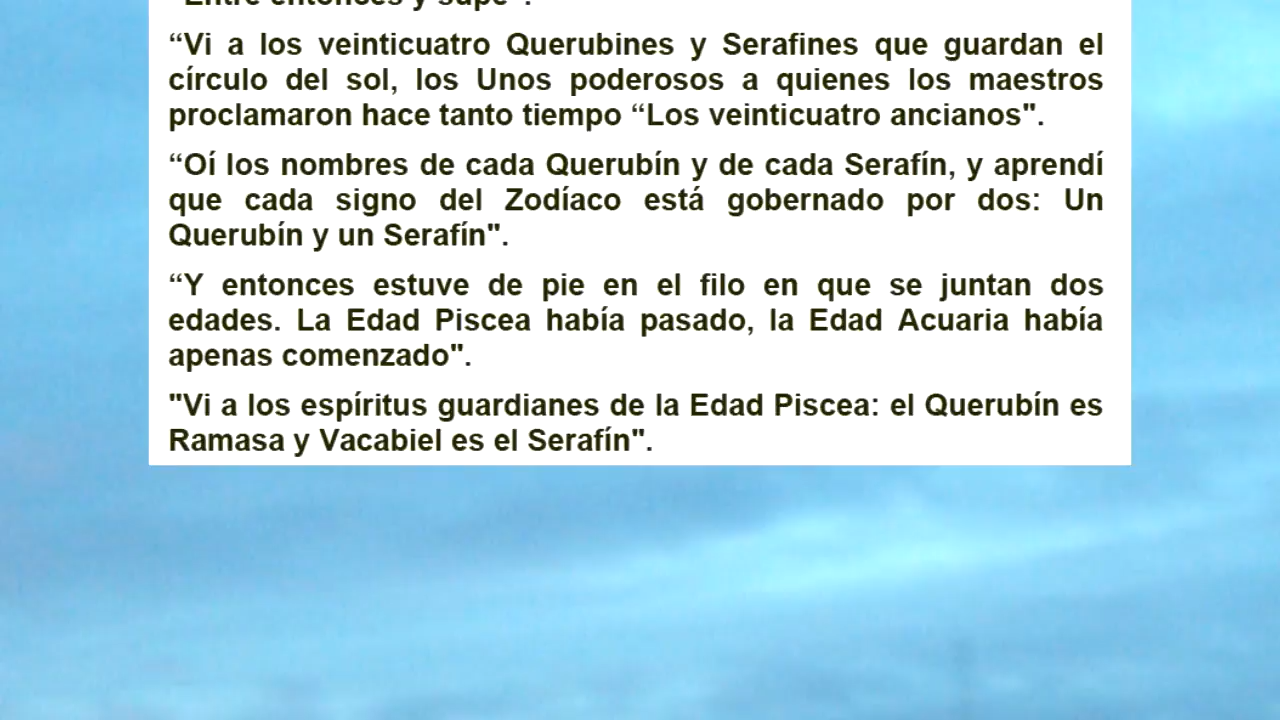 "Entre entonces y supe".
“Vi a los veinticuatro Querubines y Serafines que guardan el
círculo del sol, los Unos poderosos a quienes los maestros
proclamaron hace tanto tiempo “Los veinticuatro ancianos".
“Oí los nombres de cada Querubín y de cada Serafín, y aprendí
que cada signo del Zodíaco está gobernado por dos: Un
Querubín y un Serafín".
“Y entonces estuve de pie en el filo en que se juntan dos
edades. La Edad Piscea había pasado, la Edad Acuaria había
apenas comenzado".
"Vi a los espíritus guardianes de la Edad Piscea: el Querubín es
Ramasa y Vacabiel es el Serafín".